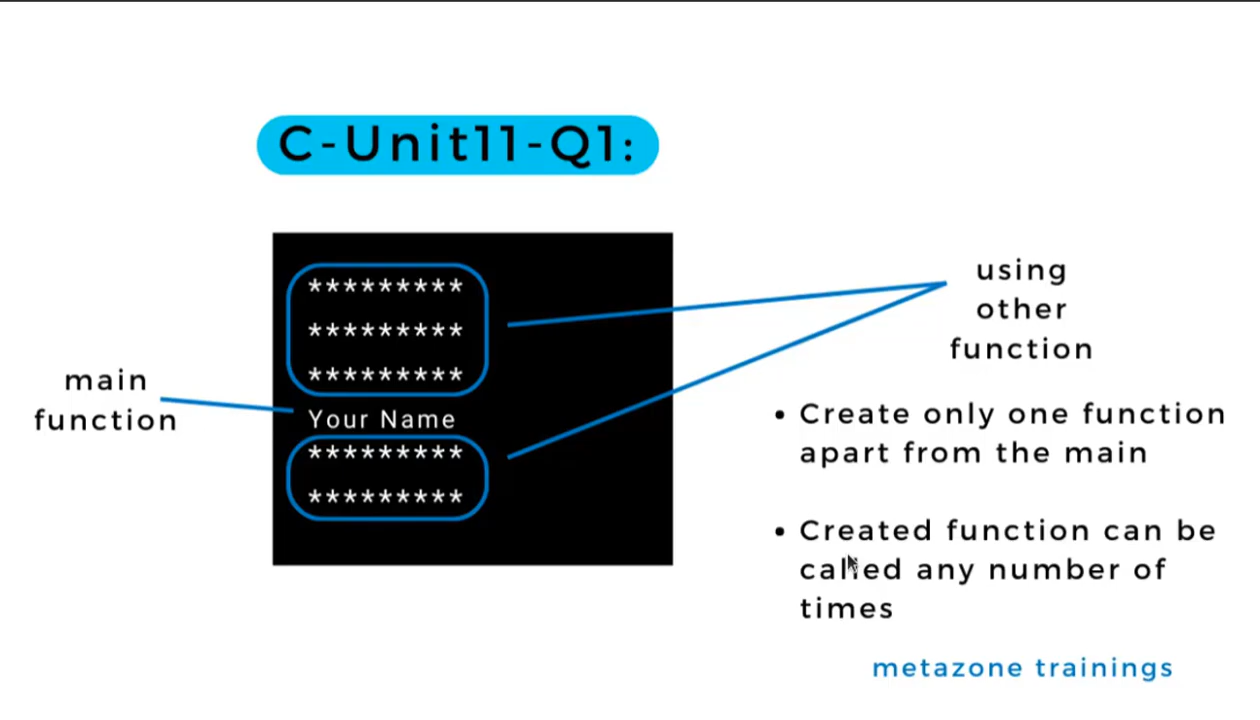 C-Unit11-Q1:
*********
*********
*********
Your Name
*********
*********
main
function
using
other
function
• Create only one function
apart from the main
• Created function can be
called any number of
times
metazone trainings